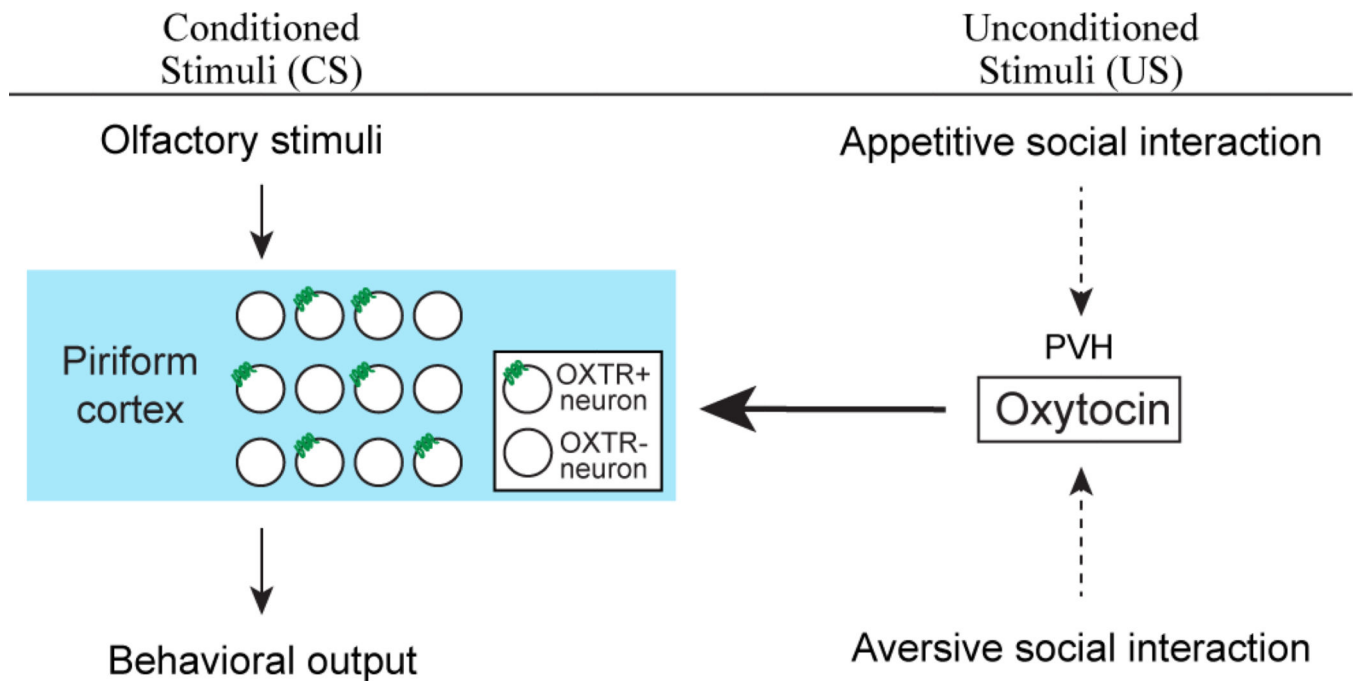 Conditioned
Stimuli (CS)
Unconditioned
Stimuli (US)
Olfactory stimuli
Appetitive social interaction
Piriform
cortex
OXTR+
neuron
OXTR-
neuron
PVH
Oxytocin
Behavioral output
Aversive social interaction